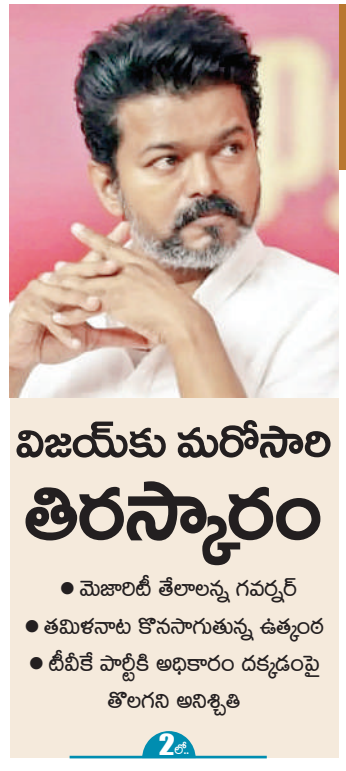 విజయ్‌కు మరోసారి
తిరస్కారం
● మెజారిటీ తేలాలన్న గవర్నర్
● తమిళనాట కొనసాగుతున్న ఉత్కంఠ
● టీవీకే పార్టీకి అధికారం దక్కడంపై
తొలగని అనిశ్చితి
2లో..